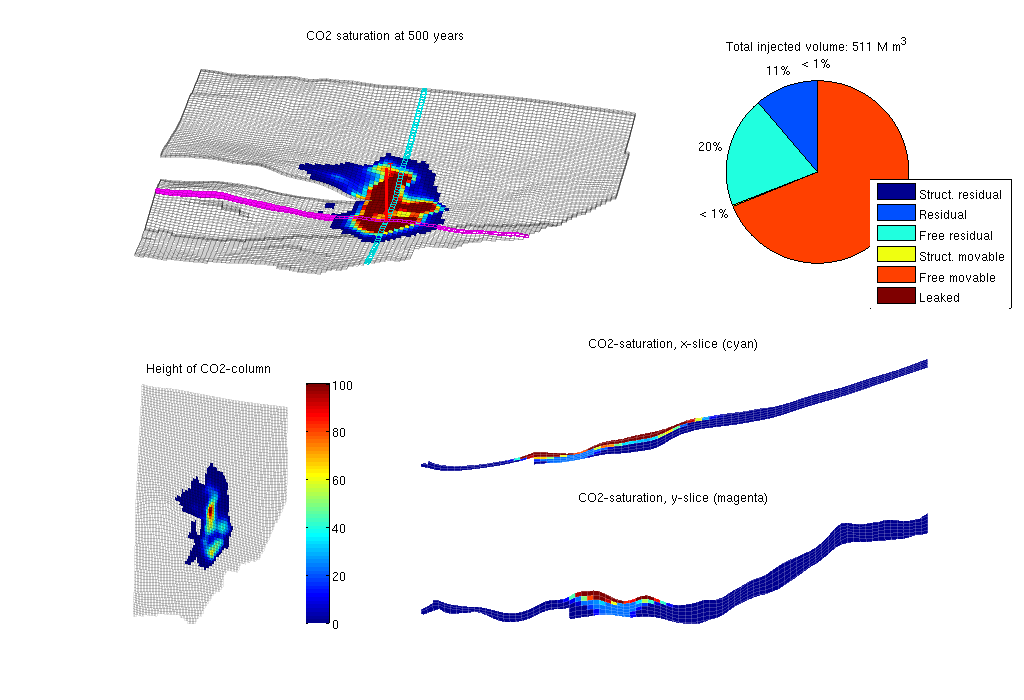 CO2 saturation at 500 years
Total injected volume: 511 M m3
11%
< 1%
20%
< 1%
Struct. residual
Residual
Free residual
Struct. movable
Free movable
Leaked
Height of CO2-column
100
80
60
40
20
0
CO2-saturation, x-slice (cyan)
CO2-saturation, y-slice (magenta)